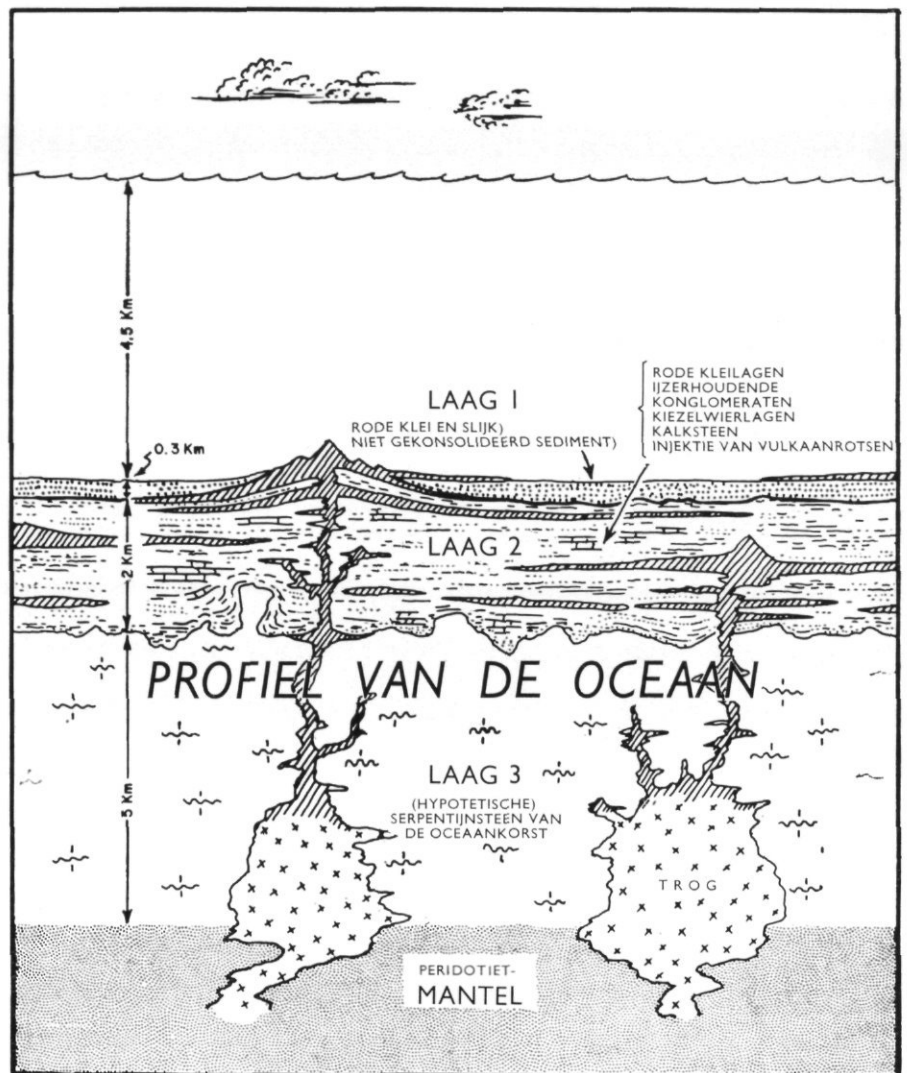 4.5 Km
LAAG 1
RODE KLEI EN SLIJK)
NIET GEKONSOLIDEERD SEDIMENT)
RODE KLEILAGEN
IJZERHOUDENDE
KONGLOMERATEN
KIEZELWIERLAGEN
KALKSTEEN
INJEKTIE VAN VULKAANROTSEN
0.3 Km
LAAG 2
2 Km
PROFIEL VAN DE OCEAAN
LAAG 3
(HYPOTETISCHE)
SERPENTIJNSTEEN VAN
DE OCEAANKORST
5 Km
TROG
PERIDOTIET-
MANTEL